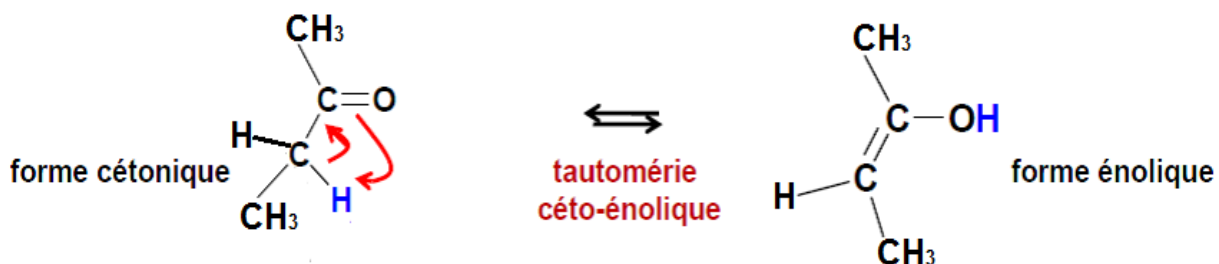 CH₃
C=O
H
C
forme cétonique
H
CH₃
tautomérie
céto-énolique
CH₃
C—OH
H
C
CH₃
forme énolique